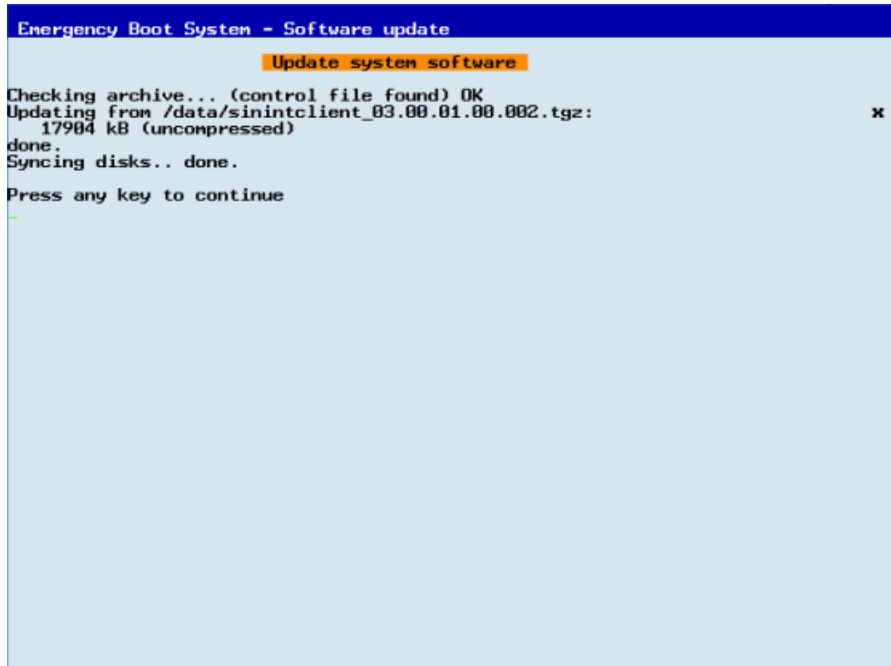 Emergency Boot System - Software update
Update system software
Checking archive... (control file found) OK
Updating from /data/sinintclient_03.00.01.00.002.tgz: x
17904 kB (uncompressed)
done.
Syncing disks.. done.
Press any key to continue
_